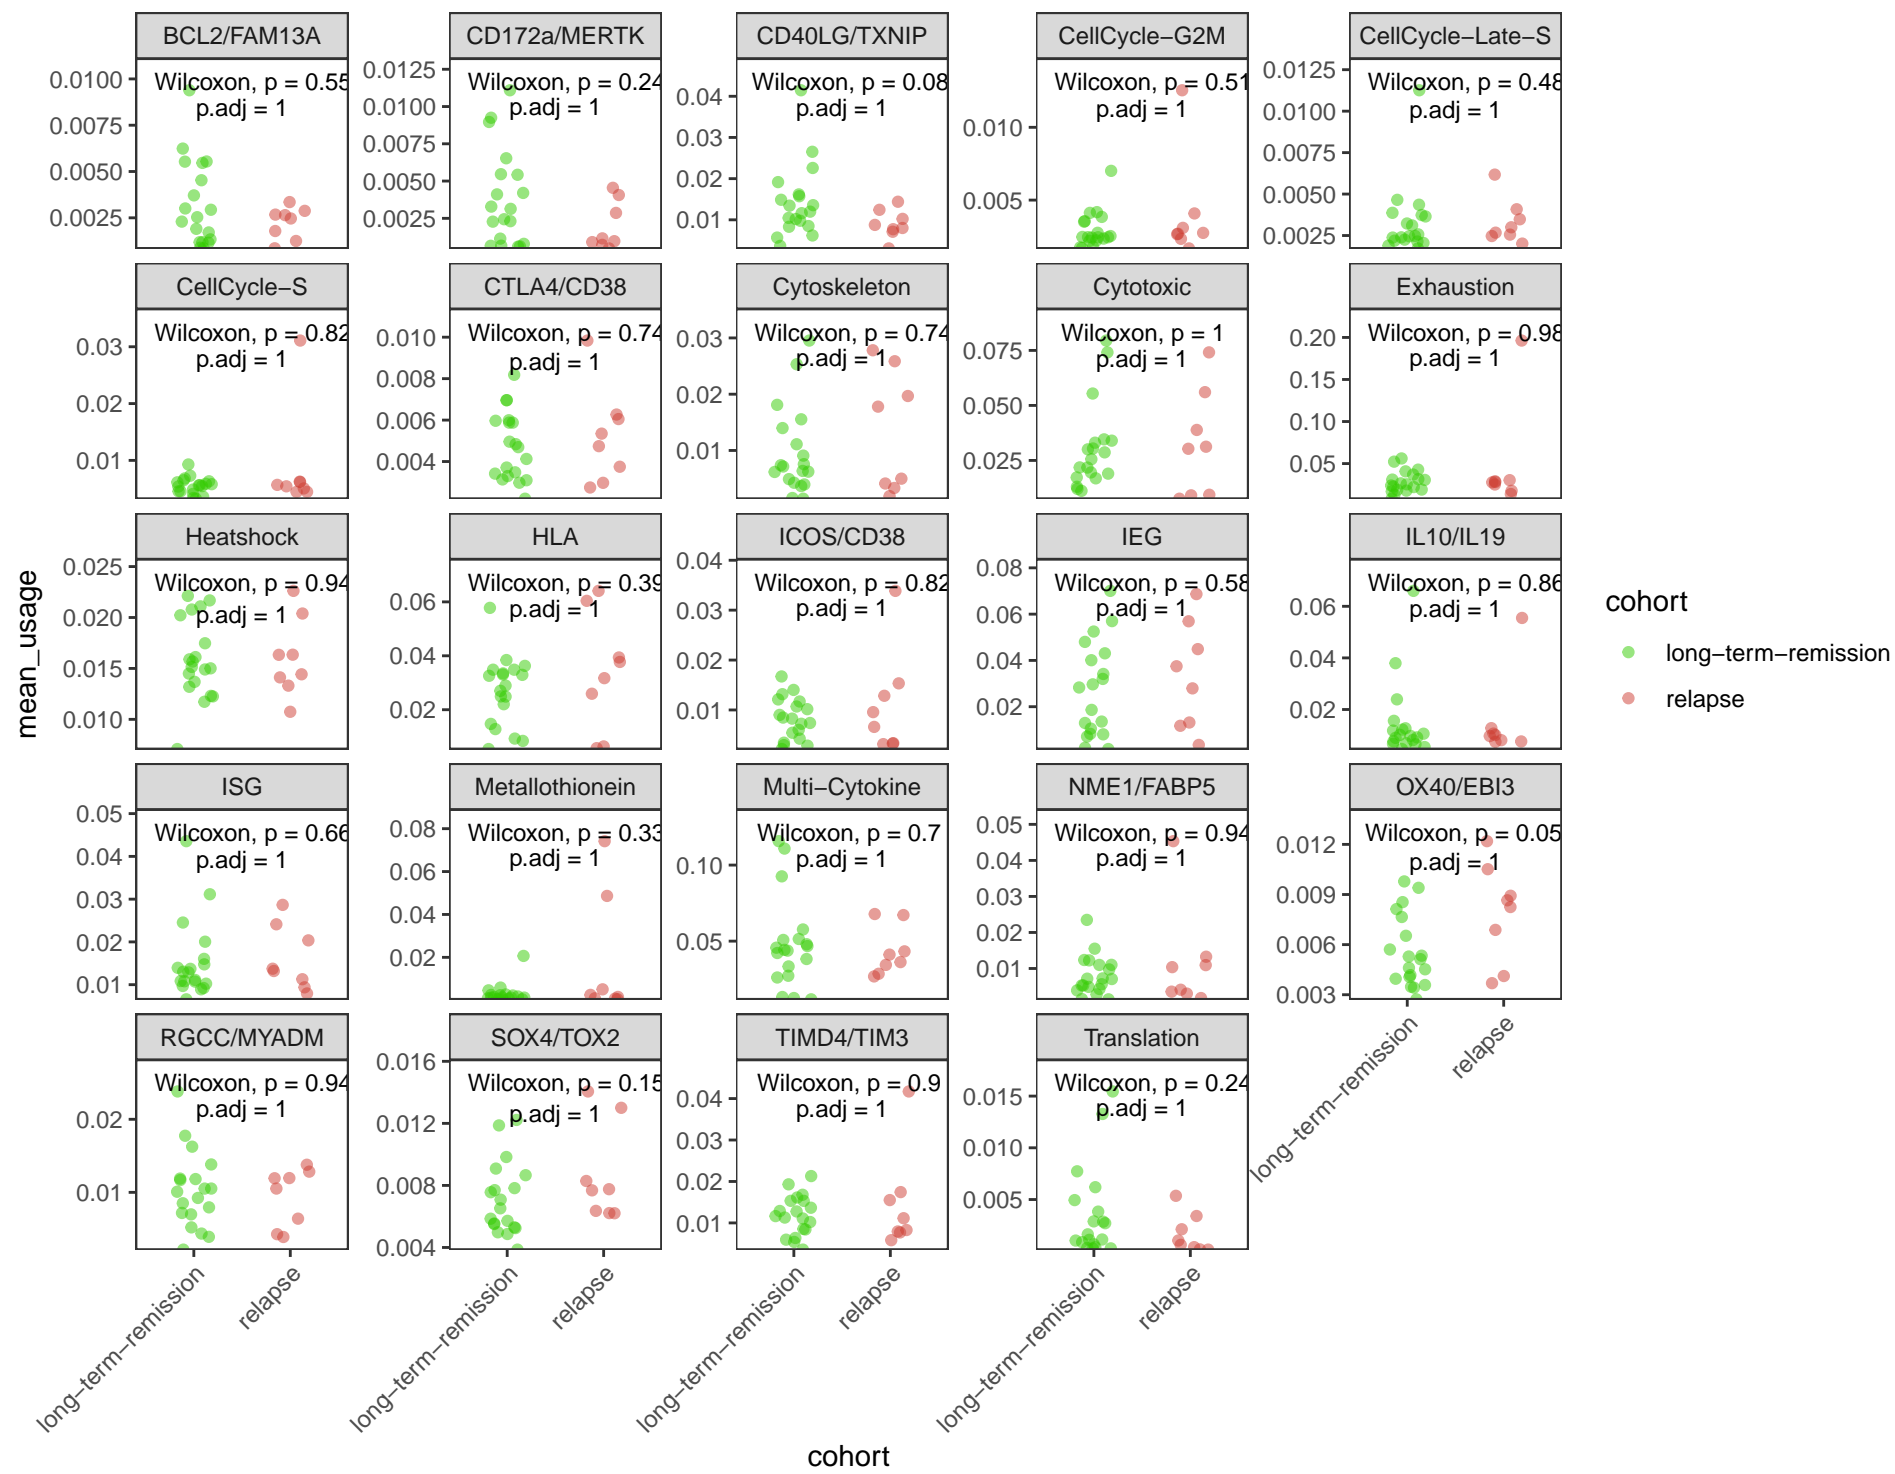 BCL2/FAM13A
CD172a/MERTK
CD40LG/TXNIP
CellCycle−G2M
CellCycle−Late−S
Wilcoxon, p = 0.55
p.adj = 1
0.0100
0.0075
0.0050
0.0025
Wilcoxon, p = 0.24
p.adj = 1
0.0125
0.0100
0.0075
0.0050
0.0025
Wilcoxon, p = 0.08
p.adj = 1
0.04
0.03
0.02
0.01
Wilcoxon, p = 0.51
p.adj = 1
0.010
0.005
Wilcoxon, p = 0.48
p.adj = 1
0.0125
0.0100
0.0075
0.0050
0.0025
CellCycle−S
CTLA4/CD38
Cytoskeleton
Cytotoxic
Exhaustion
Wilcoxon, p = 0.82
p.adj = 1
0.03
0.02
0.01
Wilcoxon, p = 0.74
p.adj = 1
0.010
0.008
0.006
0.004
Wilcoxon, p = 0.74
p.adj = 1
0.03
0.02
0.01
Wilcoxon, p = 1
p.adj = 1
0.075
0.050
0.025
Wilcoxon, p = 0.98
p.adj = 1
0.20
0.15
0.10
0.05
Heatshock
HLA
ICOS/CD38
IEG
IL10/IL19
Wilcoxon, p = 0.94
p.adj = 1
0.025
0.020
0.015
0.010
Wilcoxon, p = 0.39
p.adj = 1
0.06
0.04
0.02
Wilcoxon, p = 0.82
p.adj = 1
0.04
0.03
0.02
0.01
Wilcoxon, p = 0.58
p.adj = 1
0.08
0.06
0.04
0.02
Wilcoxon, p = 0.86
p.adj = 1
0.06
0.04
0.02
ISG
Metallothionein
Multi−Cytokine
NME1/FABP5
OX40/EBI3
Wilcoxon, p = 0.66
p.adj = 1
0.05
0.04
0.03
0.02
0.01
Wilcoxon, p = 0.33
p.adj = 1
0.08
0.06
0.04
0.02
Wilcoxon, p = 0.7
p.adj = 1
0.10
0.05
Wilcoxon, p = 0.94
p.adj = 1
0.05
0.04
0.03
0.02
0.01
Wilcoxon, p = 0.05
p.adj = 1
0.012
0.009
0.006
0.003
RGCC/MYADM
SOX4/TOX2
TIMD4/TIM3
Translation
Wilcoxon, p = 0.94
p.adj = 1
0.02
0.01
Wilcoxon, p = 0.15
p.adj = 1
0.016
0.012
0.008
0.004
Wilcoxon, p = 0.9
p.adj = 1
0.04
0.03
0.02
0.01
Wilcoxon, p = 0.24
p.adj = 1
0.015
0.010
0.005
long−term−remission
relapse
long−term−remission
relapse
long−term−remission
relapse
long−term−remission
relapse
long−term−remission
relapse
cohort
mean_usage
cohort
long−term−remission
relapse